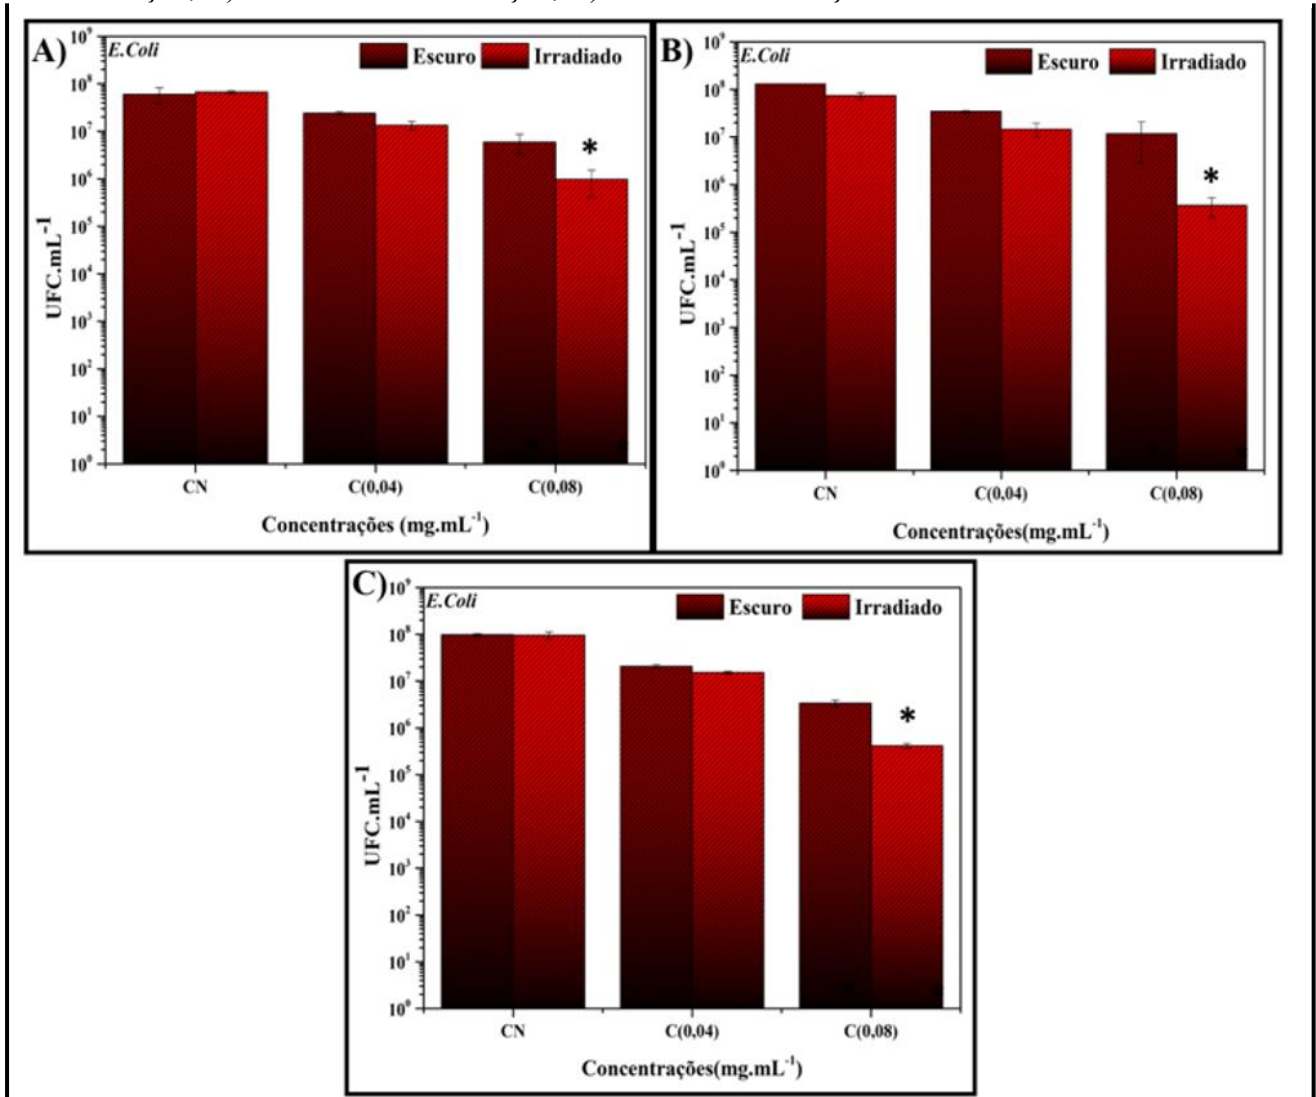 A)
E.Coli
Escuro Irradiado
10⁹
10⁸
10⁷
10⁶
10⁵
10⁴
10³
10²
10¹
10⁰
UFC.mL⁻¹
*
CN C(0,04) C(0,08)
Concentrações (mg.mL⁻¹)
B)
E.Coli
Escuro Irradiado
10⁹
10⁸
10⁷
10⁶
10⁵
10⁴
10³
10²
10¹
10⁰
UFC.mL⁻¹
*
CN C(0,04) C(0,08)
Concentrações(mg.mL⁻¹)
C)
E.Coli
Escuro Irradiado
10⁹
10⁸
10⁷
10⁶
10⁵
10⁴
10³
10²
10¹
10⁰
UFC.mL⁻¹
*
CN C(0,04) C(0,08)
Concentrações(mg.mL⁻¹)